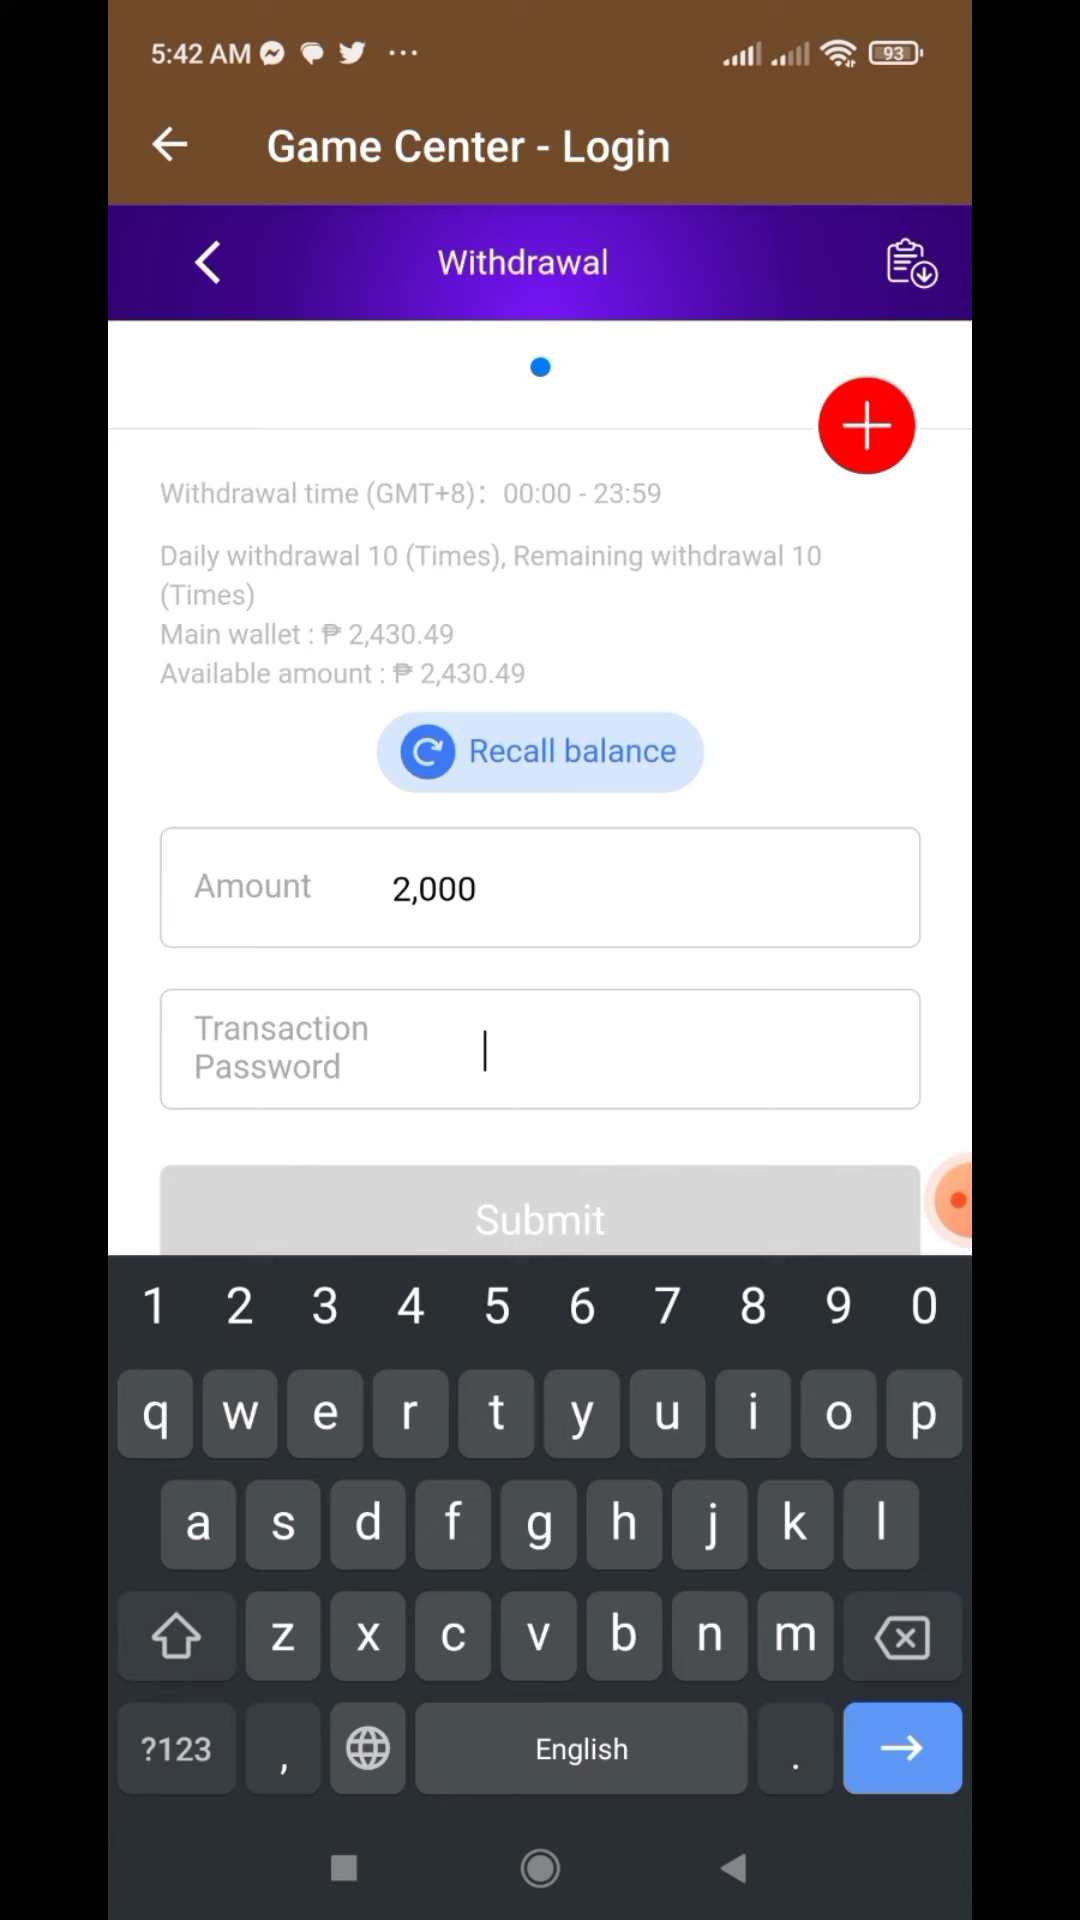 5:42 AM ... 93
Game Center - Login
Withdrawal
Withdrawal time (GMT+8): 00:00 - 23:59
Daily withdrawal 10 (Times), Remaining withdrawal 10
(Times)
Main wallet : ₱ 2,430.49
Available amount : ₱ 2,430.49
Recall balance
Amount 2,000
Transaction
Password
Submit
1 2 3 4 5 6 7 8 9 0
q w e r t y u i o p
a s d f g h j k l
z x c v b n m
?123 , English .